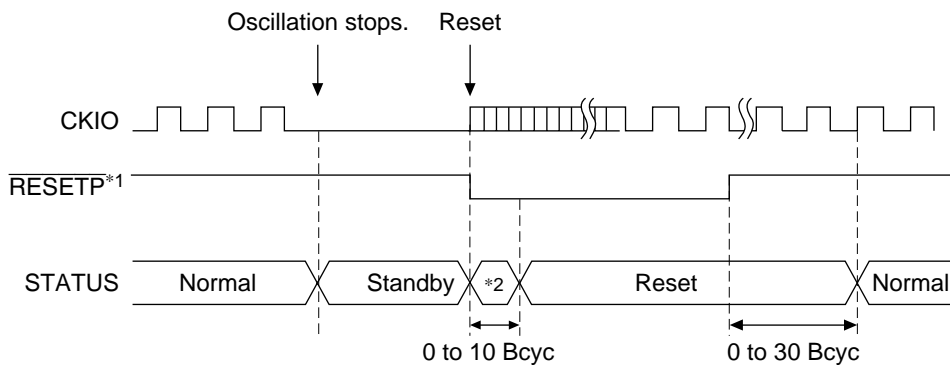 Oscillation stops. Reset
CKIO
RESETP*1
STATUS Normal Standby *2 Reset Normal
0 to 10 Bcyc 0 to 30 Bcyc